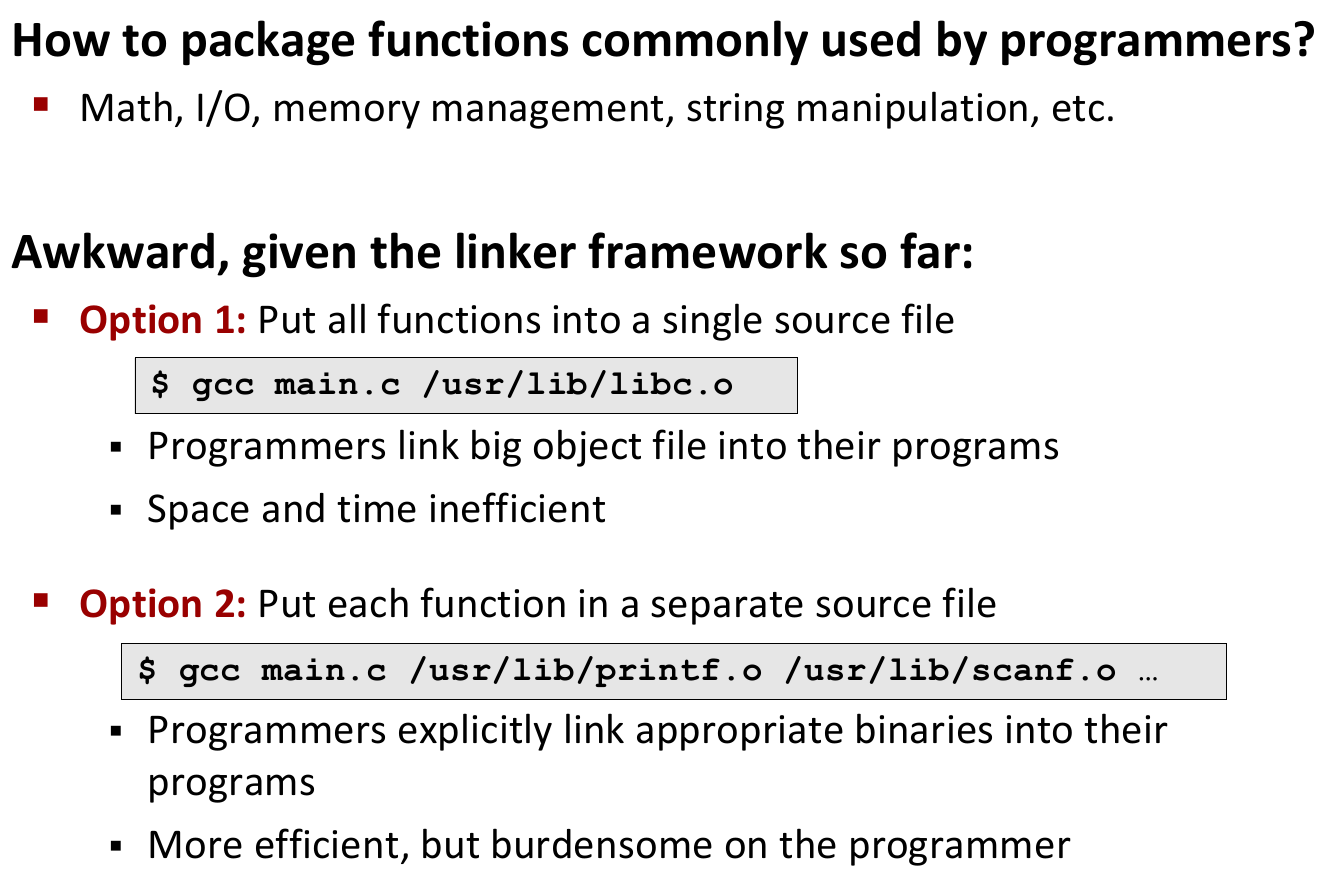 How to package functions commonly used by programmers?
▪ Math, I/O, memory management, string manipulation, etc.
Awkward, given the linker framework so far:
▪ Option 1: Put all functions into a single source file
$ gcc main.c /usr/lib/libc.o
▪ Programmers link big object file into their programs
▪ Space and time inefficient
▪ Option 2: Put each function in a separate source file
$ gcc main.c /usr/lib/printf.o /usr/lib/scanf.o …
▪ Programmers explicitly link appropriate binaries into their
programs
▪ More efficient, but burdensome on the programmer